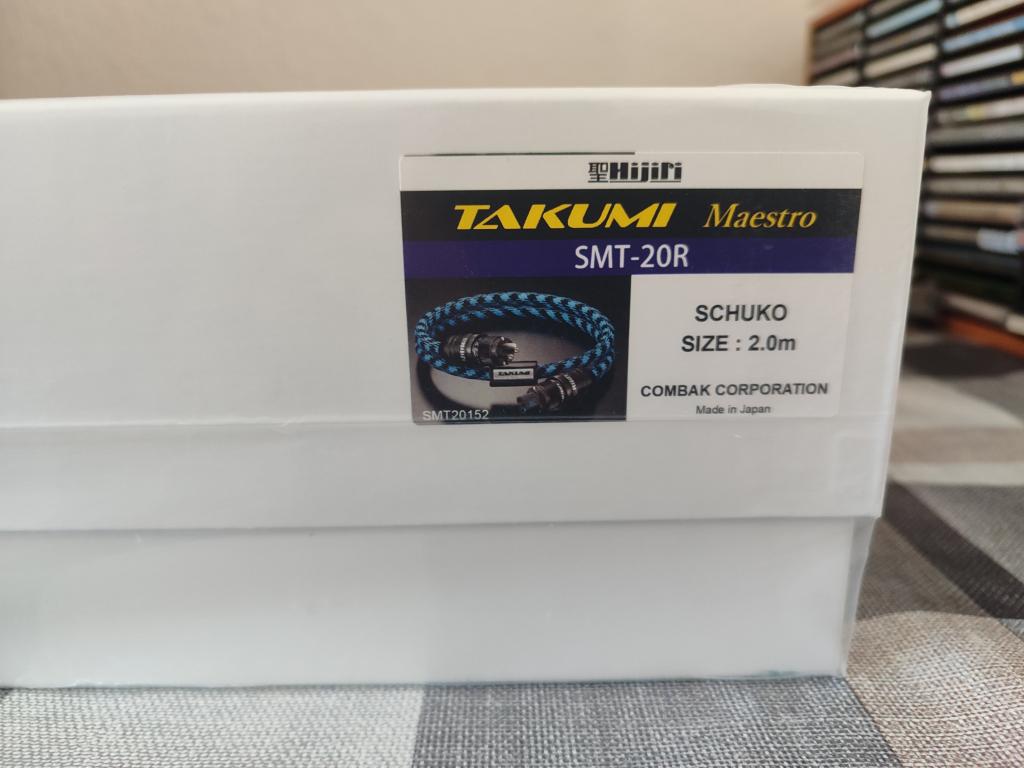 聖Hijiri
TAKUMI Maestro
SMT-20R
SCHUKO
SIZE : 2.0m
TAKUMI
COMBAK CORPORATION
Made in Japan
SMT20152